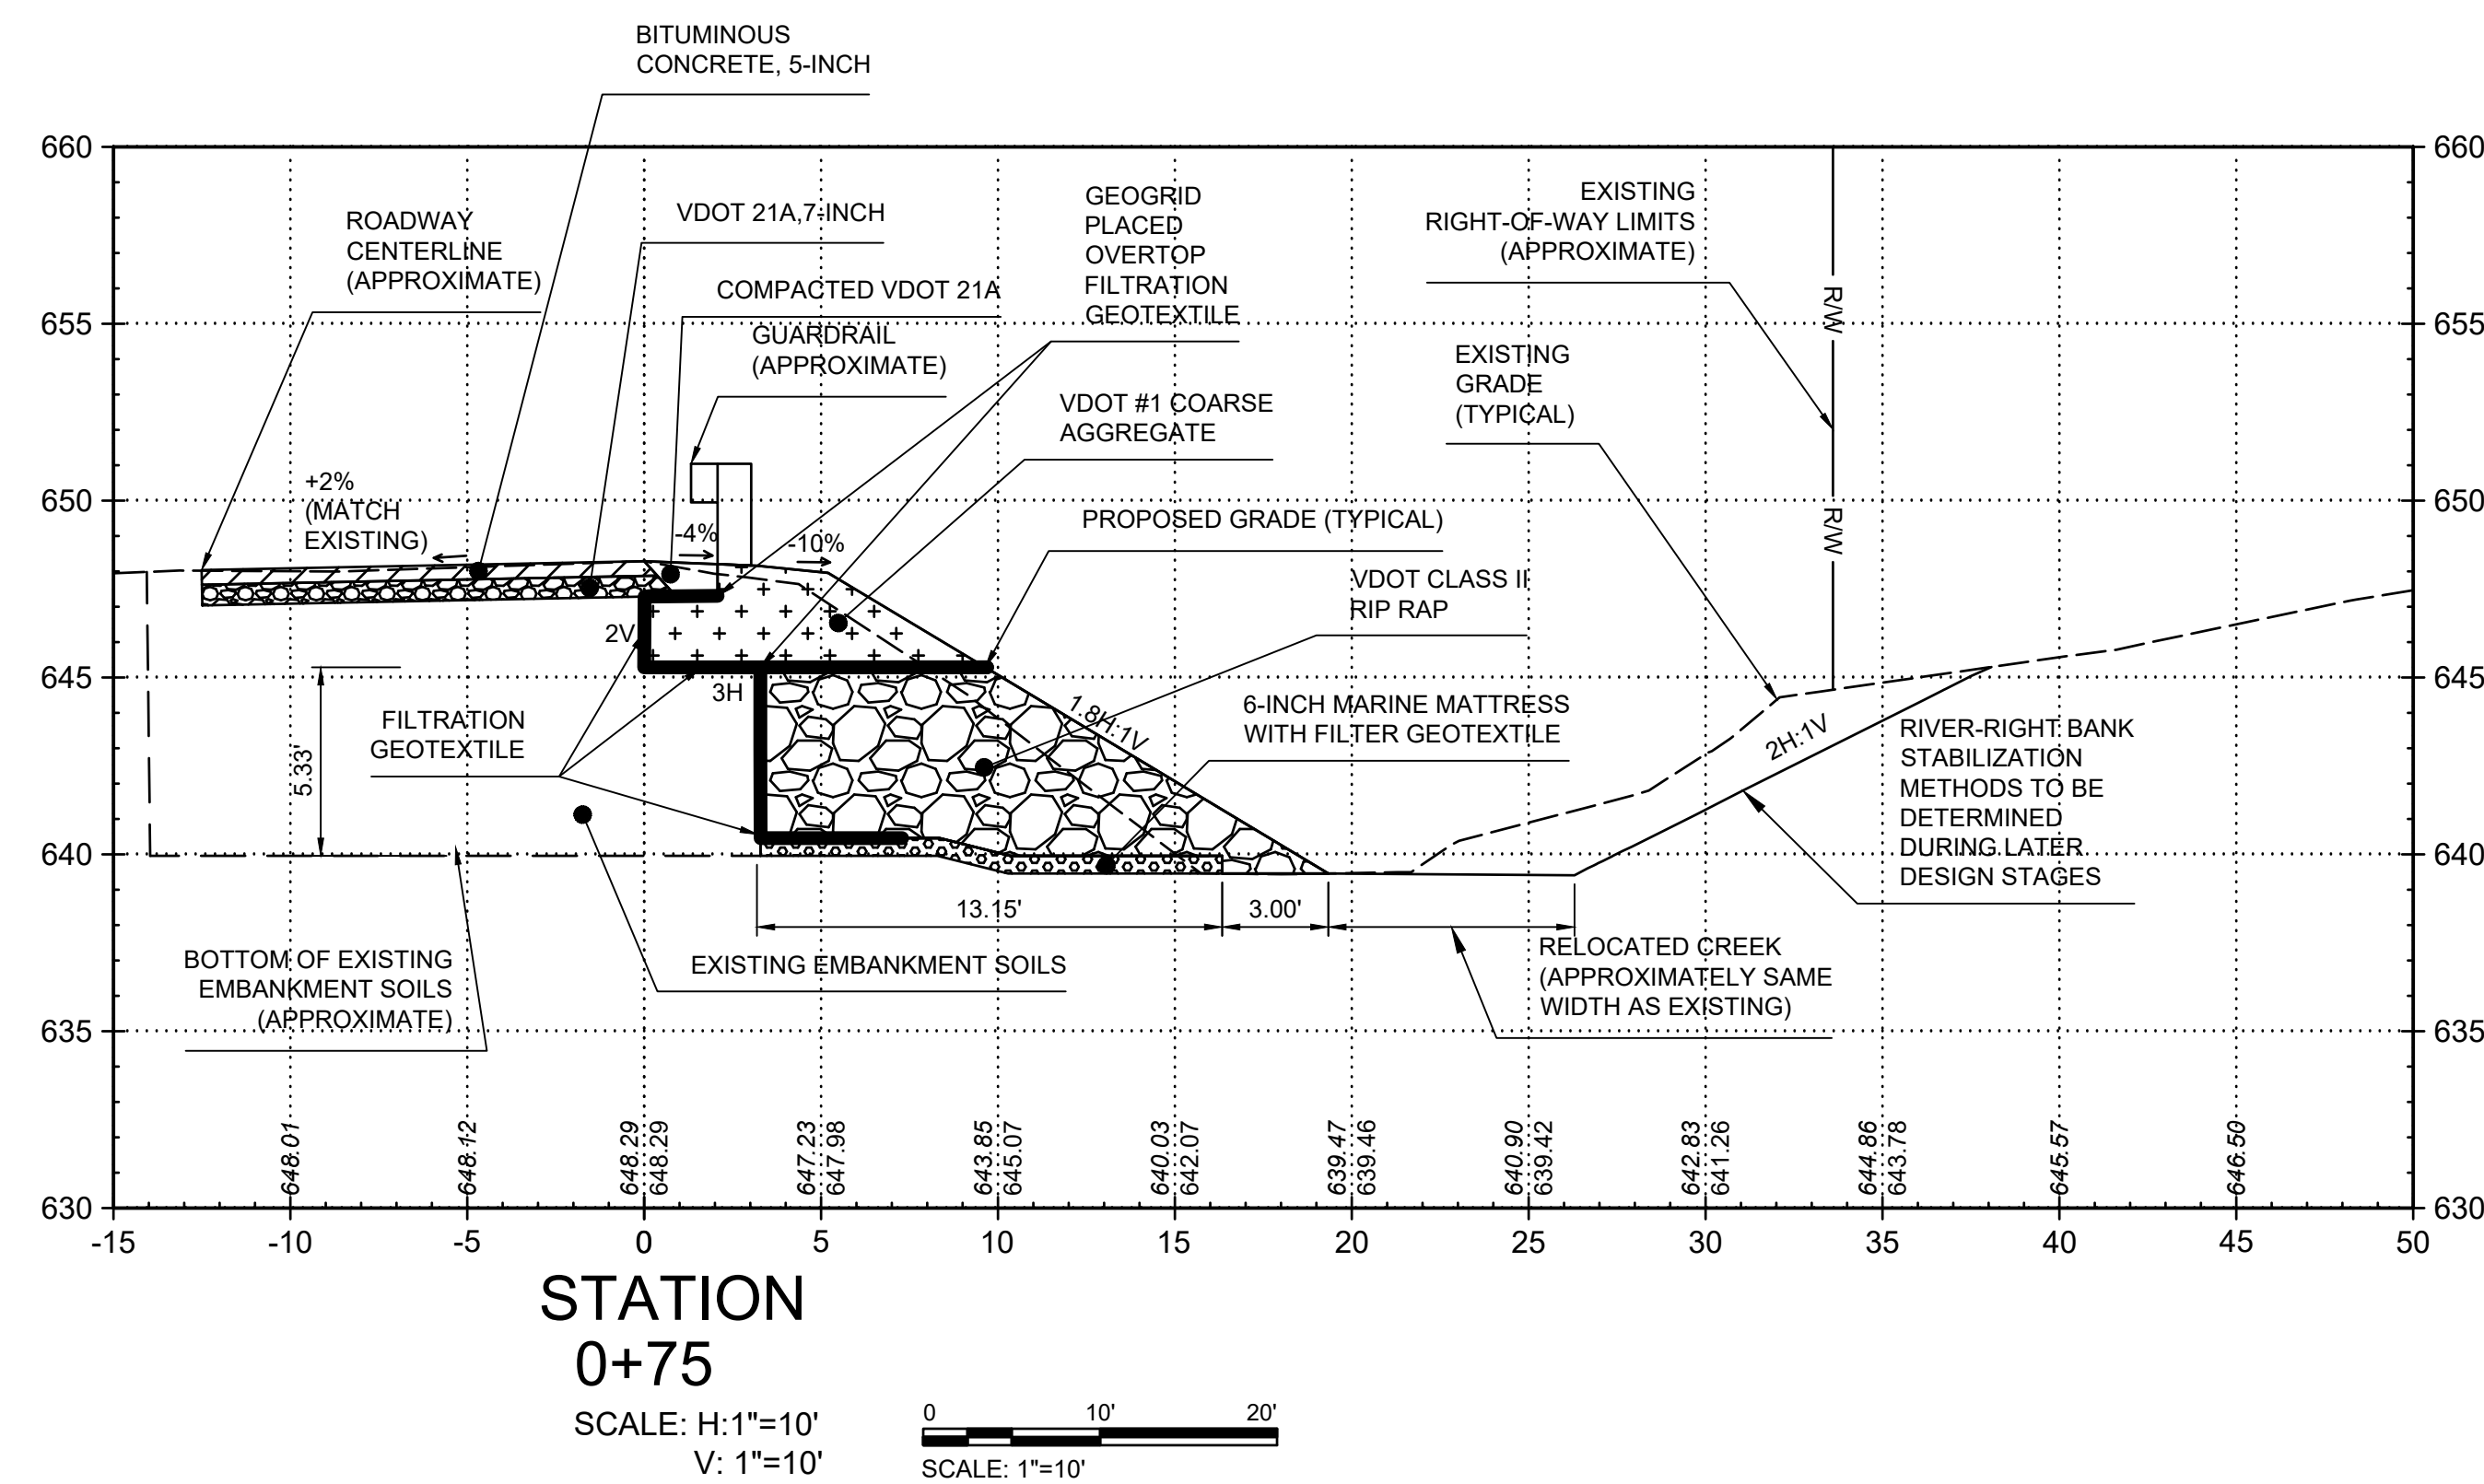 BITUMINOUS
CONCRETE, 5-INCH
660
660
ROADWAY
CENTERLINE
(APPROXIMATE)
VDOT 21A,7-INCH
COMPACTED VDOT 21A
GUARDRAIL
(APPROXIMATE)
GEOGRID
PLACED
OVERTOP
FILTRATION
GEOTEXTILE
EXISTING
RIGHT-OF-WAY LIMITS
(APPROXIMATE)
R/W
R/W
655
655
EXISTING
GRADE
(TYPICAL)
VDOT #1 COARSE
AGGREGATE
650
650
+2%
(MATCH
EXISTING)
-4%
-10%
PROPOSED GRADE (TYPICAL)
VDOT CLASS II
RIP RAP
2V
3H
645
645
5.33'
FILTRATION
GEOTEXTILE
1.8H:1V
6-INCH MARINE MATTRESS
WITH FILTER GEOTEXTILE
2H:1V
RIVER-RIGHT BANK
STABILIZATION
METHODS TO BE
DETERMINED
DURING LATER
DESIGN STAGES
640
640
13.15'
3.00'
BOTTOM OF EXISTING
EMBANKMENT SOILS
(APPROXIMATE)
EXISTING EMBANKMENT SOILS
RELOCATED CREEK
(APPROXIMATELY SAME
WIDTH AS EXISTING)
635
635
648.01
648.12
648.29
648.29
647.23
647.98
643.85
645.07
640.03
642.07
639.47
639.46
640.90
639.42
642.83
641.26
644.86
643.78
645.57
646.50
630
630
-15 -10 -5 0 5 10 15 20 25 30 35 40 45 50
STATION
0+75
SCALE: H:1"=10'
V: 1"=10'
0 10' 20'
SCALE: 1"=10'